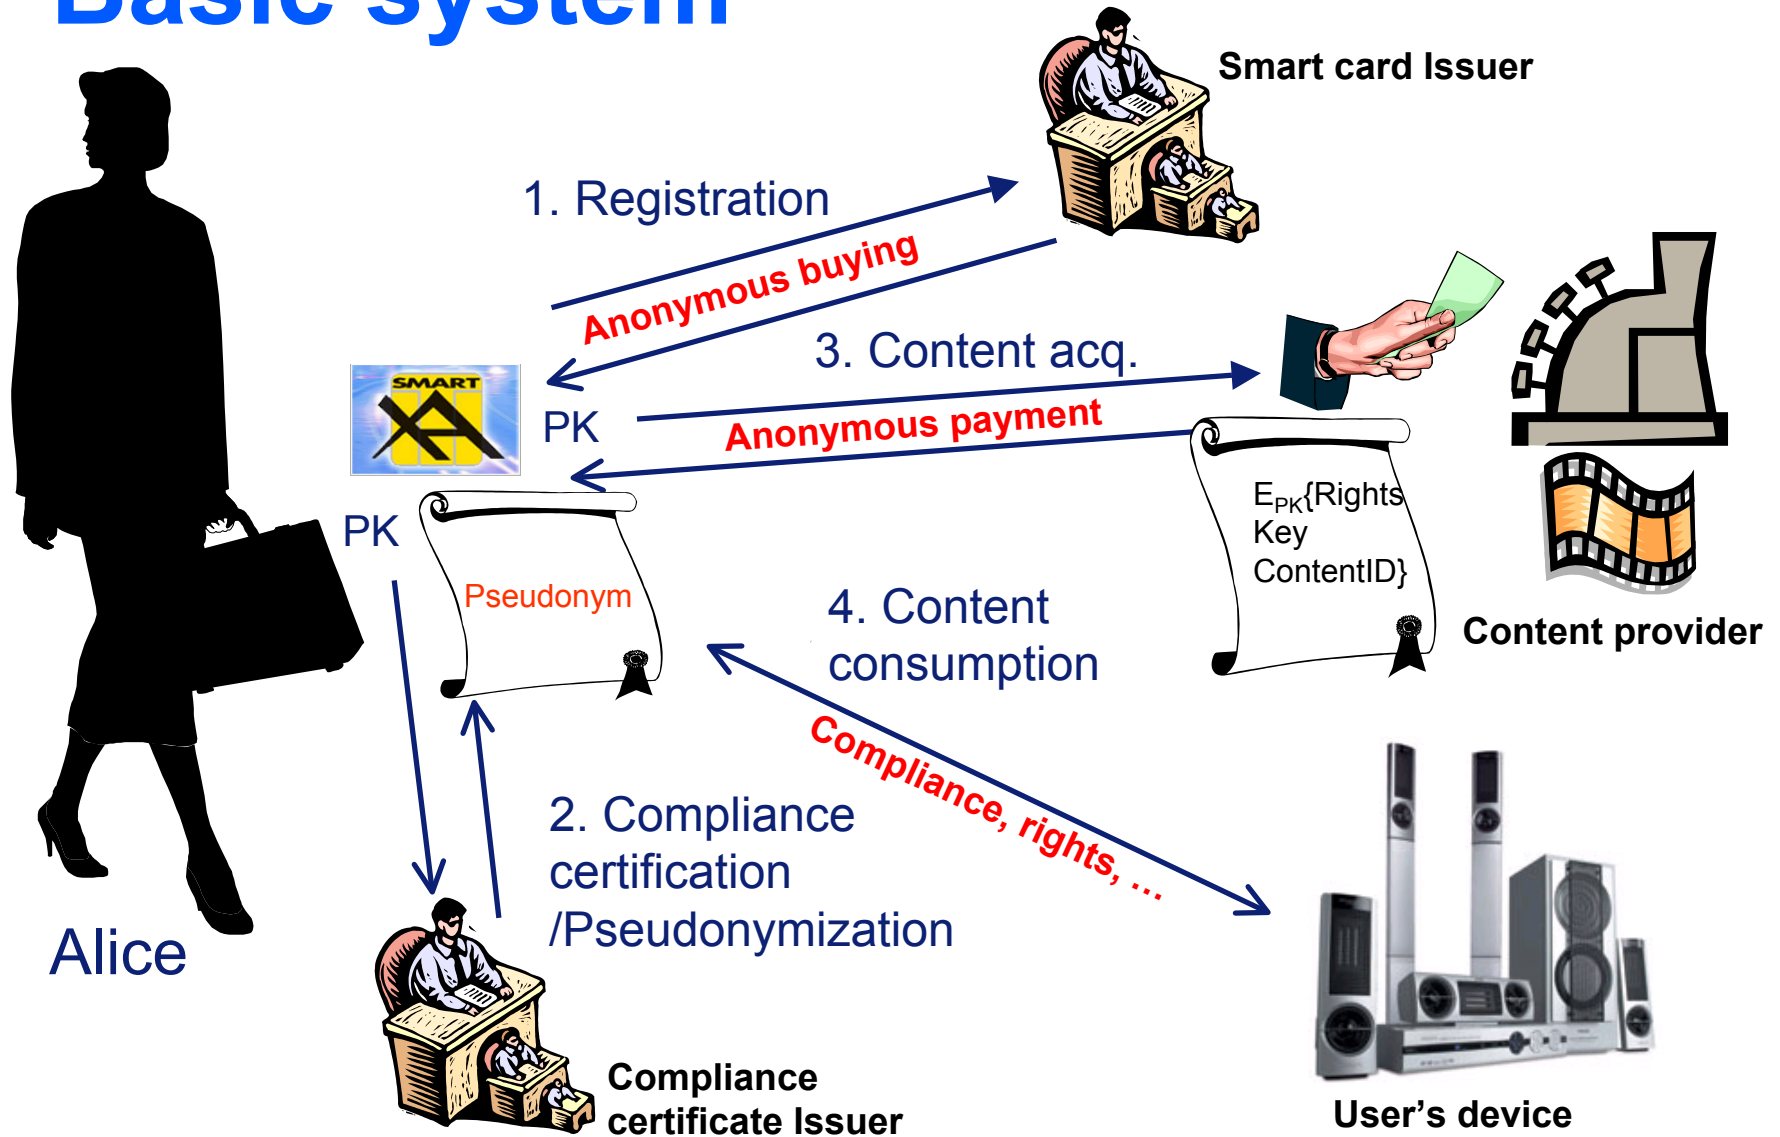 Basic system
Smart card Issuer
1. Registration
Anonymous buying
3. Content acq.
SMART
PK
Anonymous payment
E_PK{Rights
Key
ContentID}
PK
Pseudonym
4. Content
consumption
Content provider
Compliance, rights, …
2. Compliance
certification
/Pseudonymization
Alice
Compliance
certificate Issuer
User's device